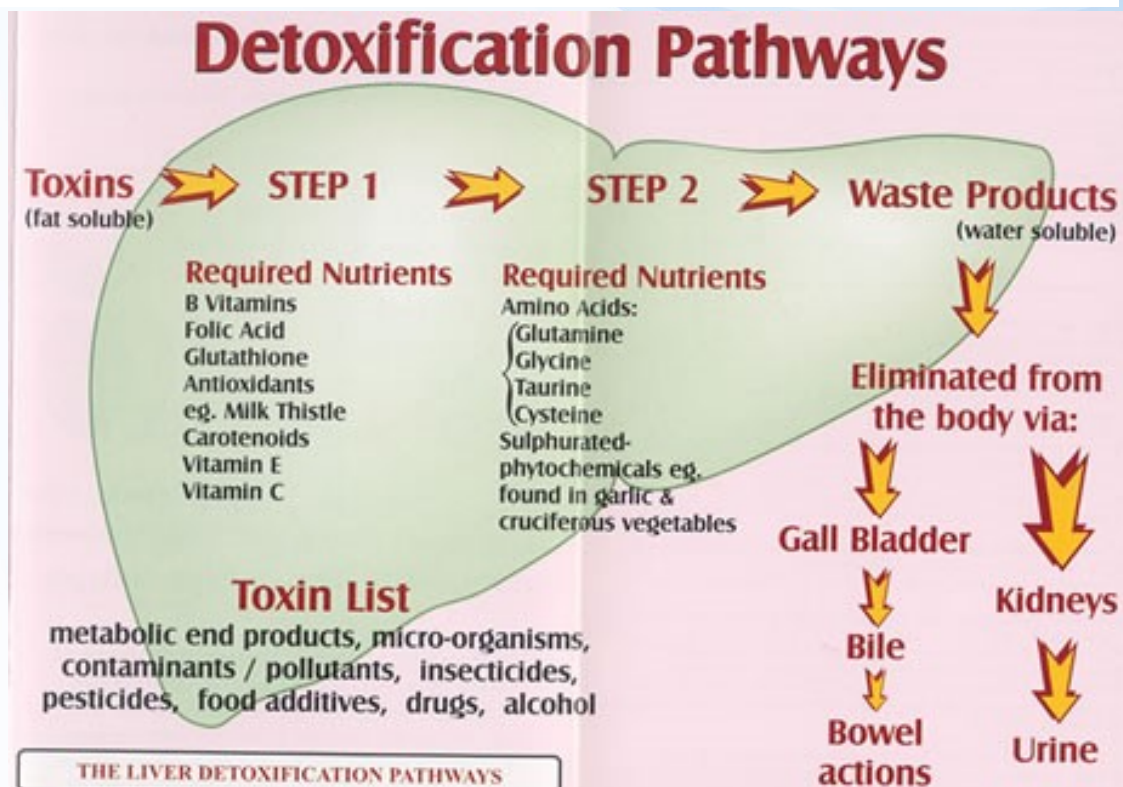 Detoxification Pathways
Toxins
(fat soluble)
STEP 1
STEP 2
Waste Products
(water soluble)
Required Nutrients
B Vitamins
Folic Acid
Glutathione
Antioxidants
eg. Milk Thistle
Carotenoids
Vitamin E
Vitamin C
Required Nutrients
Amino Acids:
Glutamine
Glycine
Taurine
Cysteine
Sulphurated-
phytochemicals eg.
found in garlic &
cruciferous vegetables
Eliminated from
the body via:
Gall Bladder
Bile
Bowel
actions
Kidneys
Urine
Toxin List
metabolic end products, micro-organisms,
contaminants / pollutants, insecticides,
pesticides, food additives, drugs, alcohol
THE LIVER DETOXIFICATION PATHWAYS